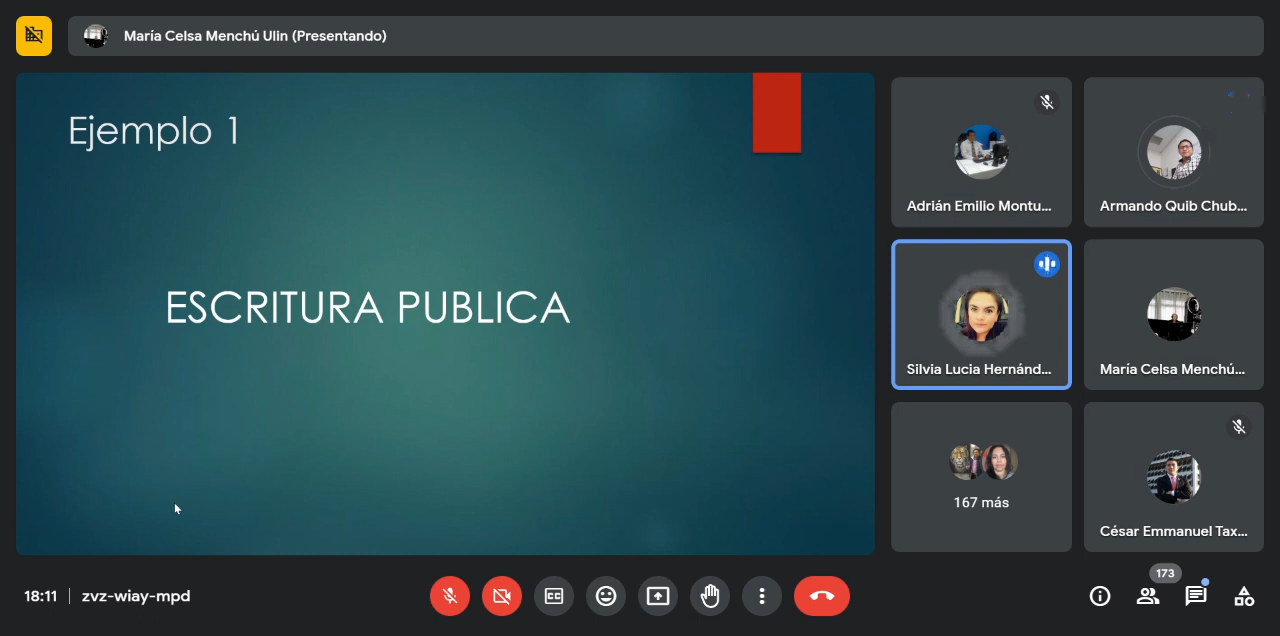 María Celsa Menchú Ulin (Presentando)
Ejemplo 1
ESCRITURA PUBLICA
Adrián Emilio Montu...
Armando Quib Chub...
Silvia Lucia Hernánd...
María Celsa Menchú...
167 más
César Emmanuel Tax...
18:11 | zvz-wiay-mpd
CC
173